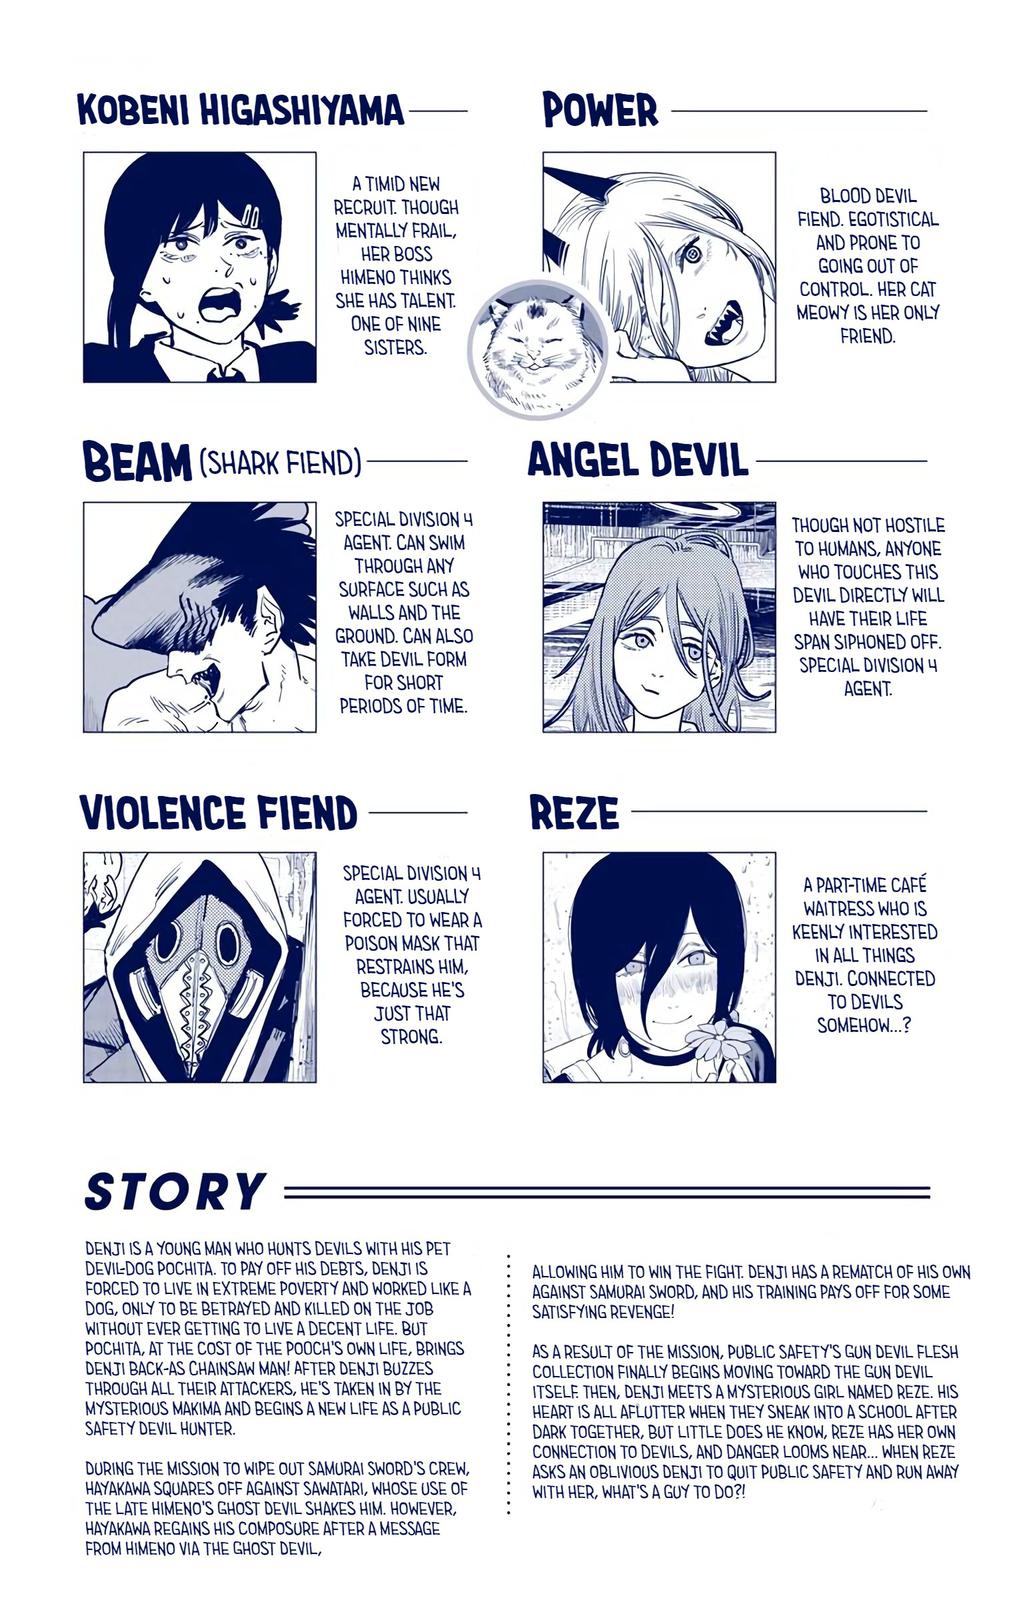 KOBENI HIGASHIYAMA
A TIMID NEW
RECRUIT. THOUGH
MENTALLY FRAIL,
HER BOSS
HIMENO THINKS
SHE HAS TALENT.
ONE OF NINE
SISTERS.
POWER
BLOOD DEVIL
FIEND. EGOTISTICAL
AND PRONE TO
GOING OUT OF
CONTROL. HER CAT
MEOWY IS HER ONLY
FRIEND.
BEAM (SHARK FIEND)
SPECIAL DIVISION 4
AGENT. CAN SWIM
THROUGH ANY
SURFACE SUCH AS
WALLS AND THE
GROUND. CAN ALSO
TAKE DEVIL FORM
FOR SHORT
PERIODS OF TIME.
ANGEL DEVIL
THOUGH NOT HOSTILE
TO HUMANS, ANYONE
WHO TOUCHES THIS
DEVIL DIRECTLY WILL
HAVE THEIR LIFE
SPAN SIPHONED OFF.
SPECIAL DIVISION 4
AGENT.
VIOLENCE FIEND
SPECIAL DIVISION 4
AGENT. USUALLY
FORCED TO WEAR A
POISON MASK THAT
RESTRAINS HIM,
BECAUSE HE'S
JUST THAT
STRONG.
REZE
A PART-TIME CAFÉ
WAITRESS WHO IS
KEENLY INTERESTED
IN ALL THINGS
DENJI. CONNECTED
TO DEVILS
SOMEHOW...?
STORY
DENJI IS A YOUNG MAN WHO HUNTS DEVILS WITH HIS PET
DEVIL-DOG POCHITA. TO PAY OFF HIS DEBTS, DENJI IS
FORCED TO LIVE IN EXTREME POVERTY AND WORKED LIKE A
DOG, ONLY TO BE BETRAYED AND KILLED ON THE JOB
WITHOUT EVER GETTING TO LIVE A DECENT LIFE. BUT
POCHITA, AT THE COST OF THE POOCH'S OWN LIFE, BRINGS
DENJI BACK-AS CHAINSAW MAN! AFTER DENJI BUZZES
THROUGH ALL THEIR ATTACKERS, HE'S TAKEN IN BY THE
MYSTERIOUS MAKIMA AND BEGINS A NEW LIFE AS A PUBLIC
SAFETY DEVIL HUNTER.
DURING THE MISSION TO WIPE OUT SAMURAI SWORD'S CREW,
HAYAKAWA SQUARES OFF AGAINST SAWATARI, WHOSE USE OF
THE LATE HIMENO'S GHOST DEVIL SHAKES HIM. HOWEVER,
HAYAKAWA REGAINS HIS COMPOSURE AFTER A MESSAGE
FROM HIMENO VIA THE GHOST DEVIL,
ALLOWING HIM TO WIN THE FIGHT. DENJI HAS A REMATCH OF HIS OWN
AGAINST SAMURAI SWORD, AND HIS TRAINING PAYS OFF FOR SOME
SATISFYING REVENGE!
AS A RESULT OF THE MISSION, PUBLIC SAFETY'S GUN DEVIL FLESH
COLLECTION FINALLY BEGINS MOVING TOWARD THE GUN DEVIL
ITSELF. THEN, DENJI MEETS A MYSTERIOUS GIRL NAMED REZE. HIS
HEART IS ALL AFLUTTER WHEN THEY SNEAK INTO A SCHOOL AFTER
DARK TOGETHER, BUT LITTLE DOES HE KNOW, REZE HAS HER OWN
CONNECTION TO DEVILS, AND DANGER LOOMS NEAR... WHEN REZE
ASKS AN OBLIVIOUS DENJI TO QUIT PUBLIC SAFETY AND RUN AWAY
WITH HER, WHAT'S A GUY TO DO?!